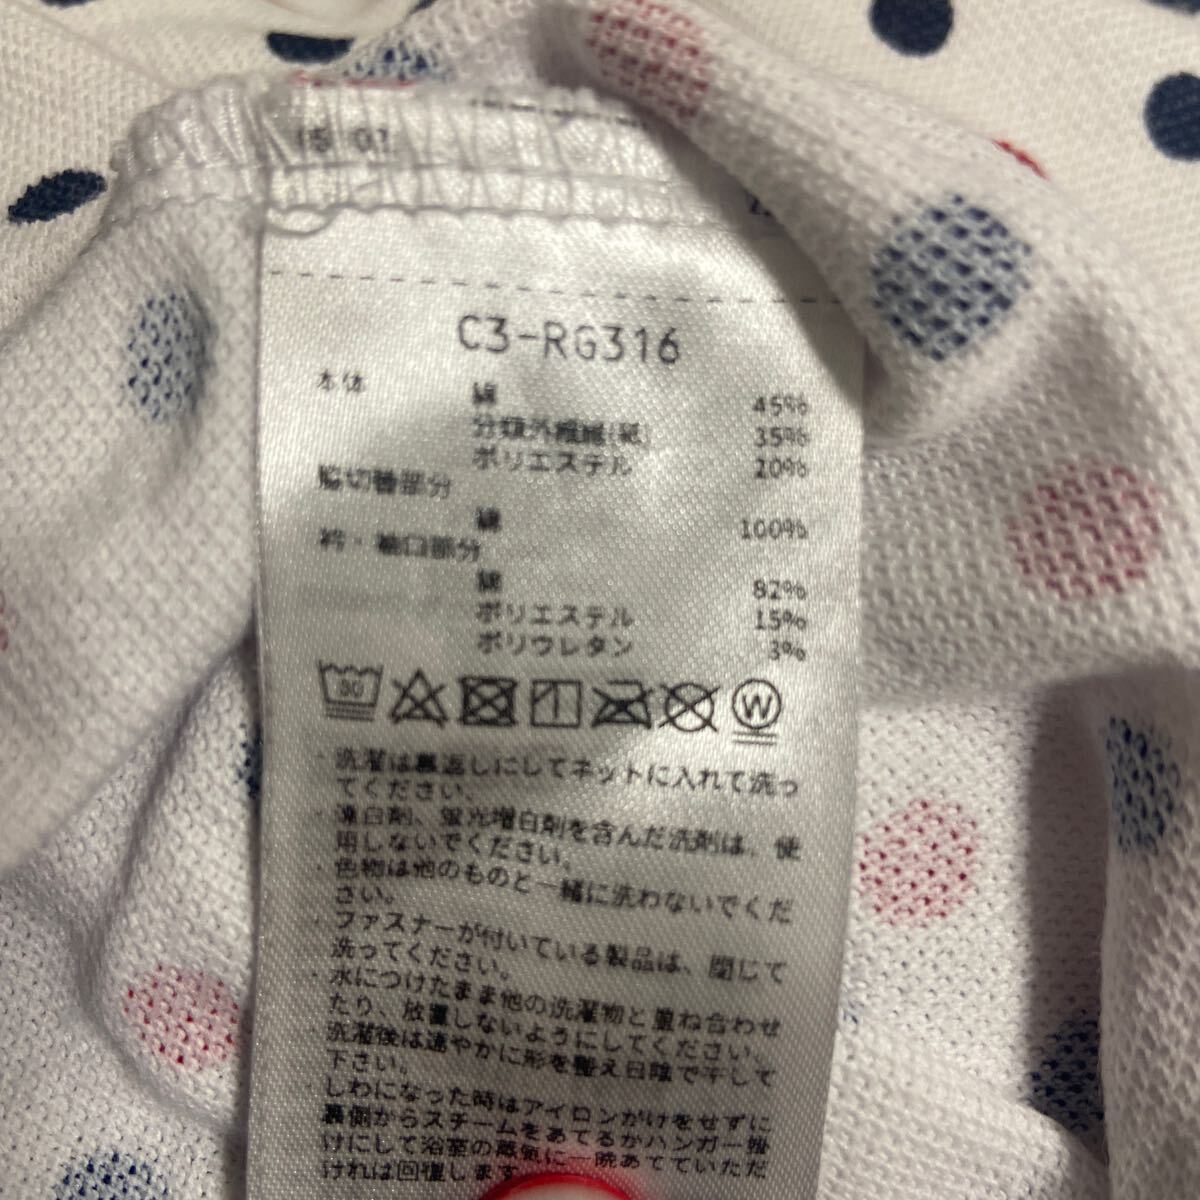 15 01
C3-RG316
本体
綿 45%
分類外繊維(紙) 35%
ポリエステル 20%
脇切替部分
綿 100%
衿・袖口部分
綿 82%
ポリエステル 15%
ポリウレタン 3%
30
W
・洗濯は裏返しにしてネットに入れて洗っ
てください。
・漂白剤、蛍光増白剤を含んだ洗剤は、使
用しないでください。
・色物は他のものと一緒に洗わないでくだ
さい。
・ファスナーが付いている製品は、閉じて
洗ってください。
・水につけたまま他の洗濯物と重ね合わせ
たり、放置しないようにしてください。
・洗濯後は速やかに形を整え日陰で干して
下さい。
・しわになった時はアイロンがけをせずに
裏側からスチームをあてるかハンガー掛
けにして浴室の蒸気に一晩あてていただ
ければ回復します